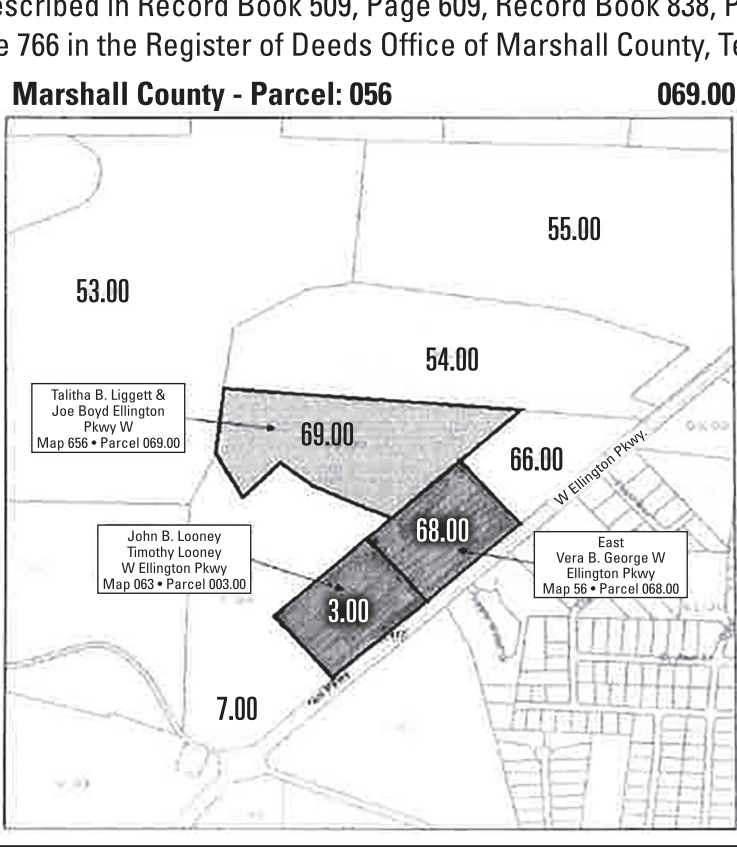 escribed in Record Book 509, Page 609, Record Book 838, P
e 766 in the Register of Deeds Office of Marshall County, Te
Marshall County - Parcel: 056 069.00
55.00
53.00
54.00
Talitha B. Liggett &
Joe Boyd Ellington
Pkwy W
Map 656 • Parcel 069.00
69.00
66.00
W Ellington Pkwy.
68.00
John B. Looney
Timothy Looney
W Ellington Pkwy
Map 063 • Parcel 003.00
East
Vera B. George W
Ellington Pkwy
Map 56 • Parcel 068.00
3.00
7.00